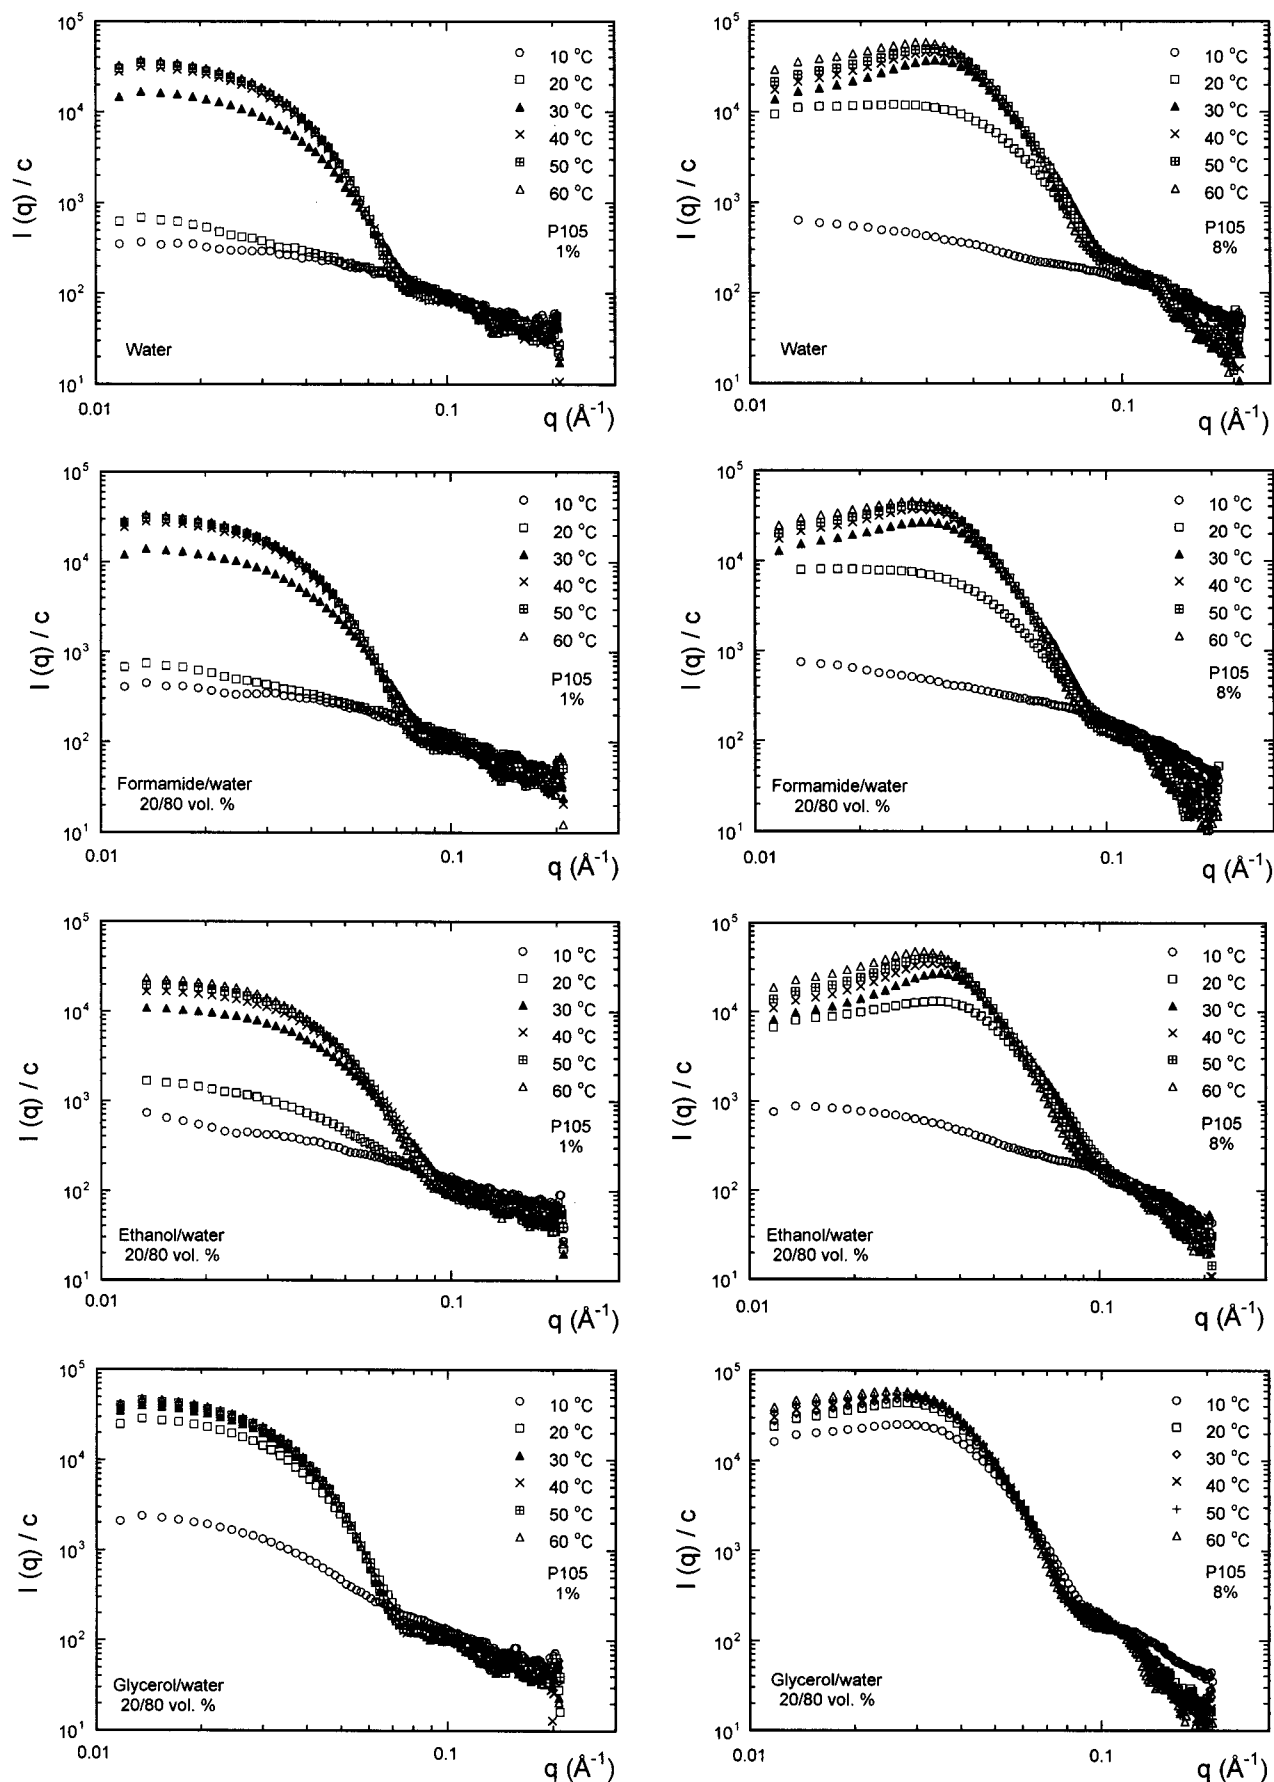 10⁵
10⁴
10³
10²
10¹
I (q) / c
10 °C
20 °C
30 °C
40 °C
50 °C
60 °C
P105
1%
Water
0.01
0.1
q (Å⁻¹)
10⁵
10⁴
10³
10²
10¹
I (q) / c
10 °C
20 °C
30 °C
40 °C
50 °C
60 °C
P105
8%
Water
0.01
0.1
q (Å⁻¹)
10⁵
10⁴
10³
10²
10¹
I (q) / c
10 °C
20 °C
30 °C
40 °C
50 °C
60 °C
P105
1%
Formamide/water
20/80 vol. %
0.01
0.1
q (Å⁻¹)
10⁵
10⁴
10³
10²
10¹
I (q) / c
10 °C
20 °C
30 °C
40 °C
50 °C
60 °C
P105
8%
Formamide/water
20/80 vol. %
0.01
0.1
q (Å⁻¹)
10⁵
10⁴
10³
10²
10¹
I (q) / c
10 °C
20 °C
30 °C
40 °C
50 °C
60 °C
P105
1%
Ethanol/water
20/80 vol. %
0.01
0.1
q (Å⁻¹)
10⁵
10⁴
10³
10²
10¹
I (q) / c
10 °C
20 °C
30 °C
40 °C
50 °C
60 °C
P105
8%
Ethanol/water
20/80 vol. %
0.01
0.1
q (Å⁻¹)
10⁵
10⁴
10³
10²
10¹
I (q) / c
10 °C
20 °C
30 °C
40 °C
50 °C
60 °C
P105
1%
Glycerol/water
20/80 vol. %
0.01
0.1
q (Å⁻¹)
10⁵
10⁴
10³
10²
10¹
I (q) / c
10 °C
20 °C
30 °C
40 °C
50 °C
60 °C
P105
8%
Glycerol/water
20/80 vol. %
0.01
0.1
q (Å⁻¹)